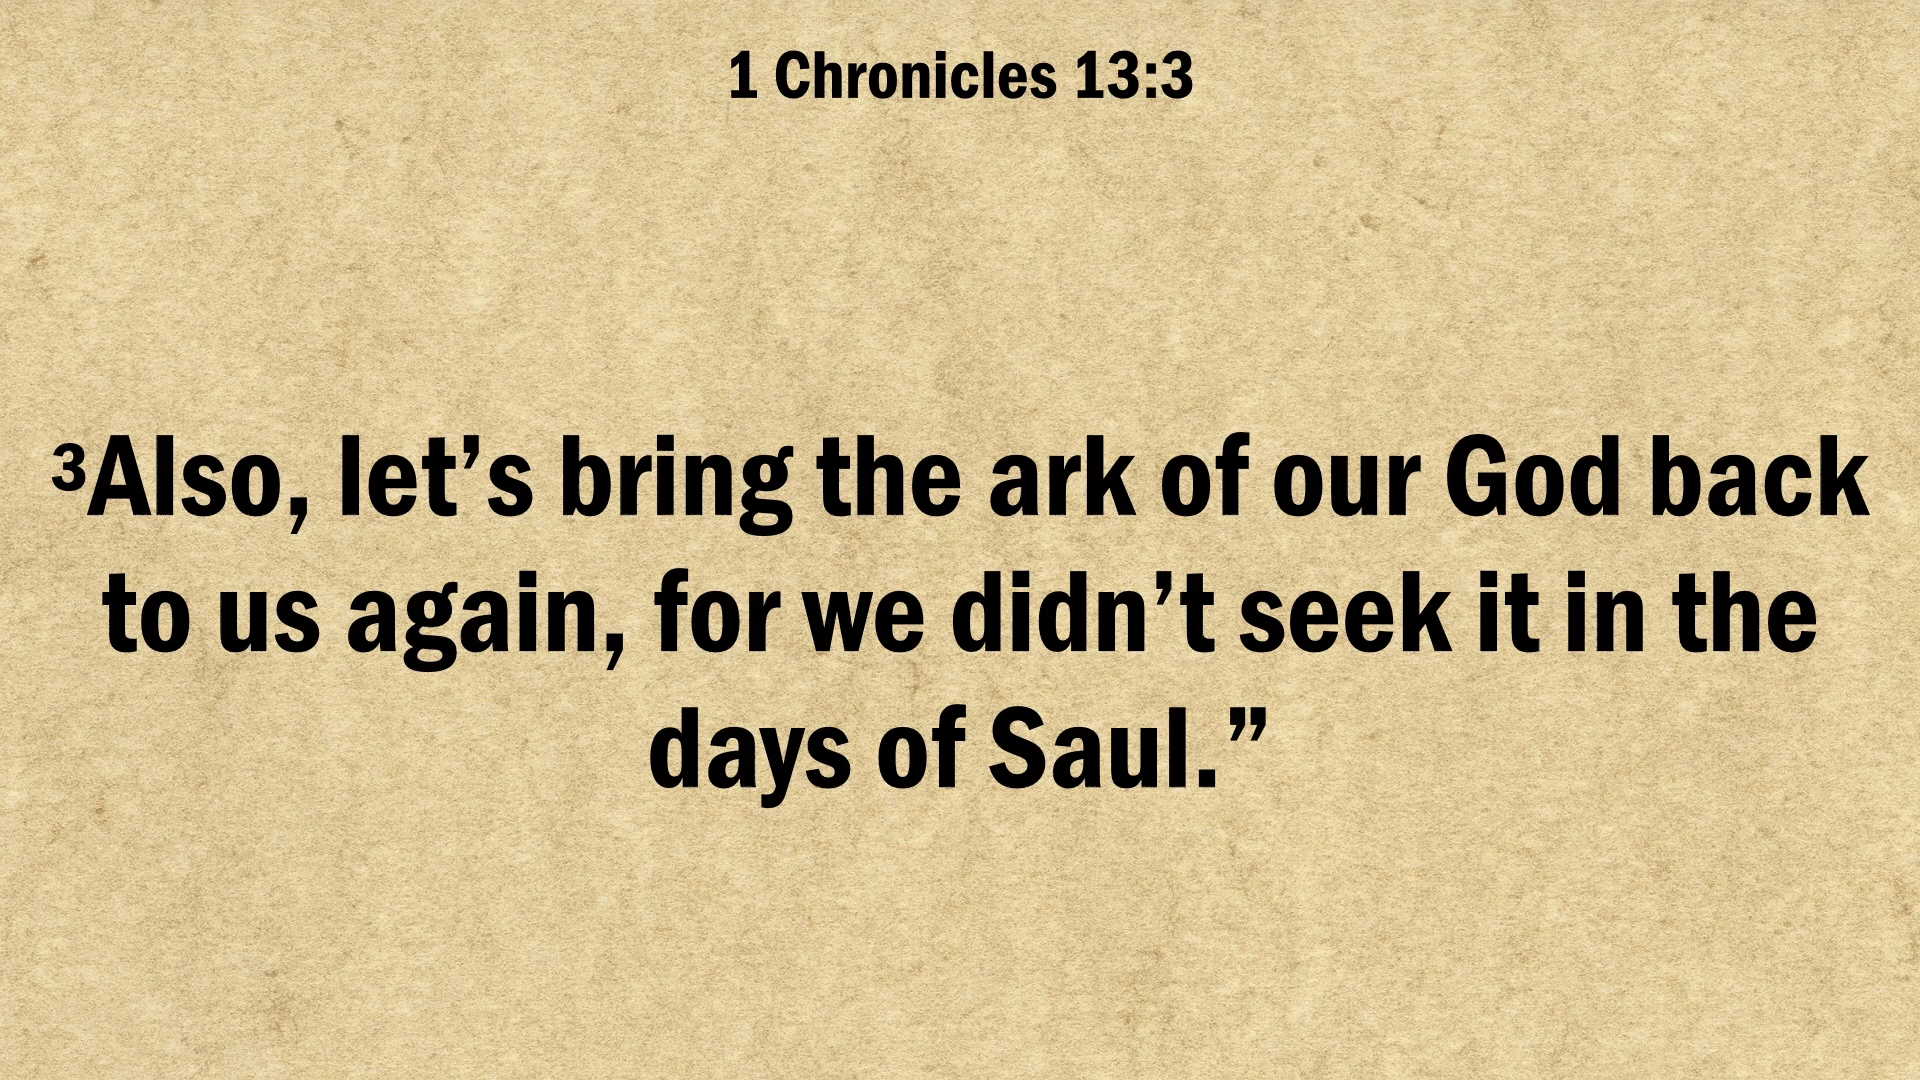 1 Chronicles 13:3
³Also, let’s bring the ark of our God back
to us again, for we didn’t seek it in the
days of Saul.”